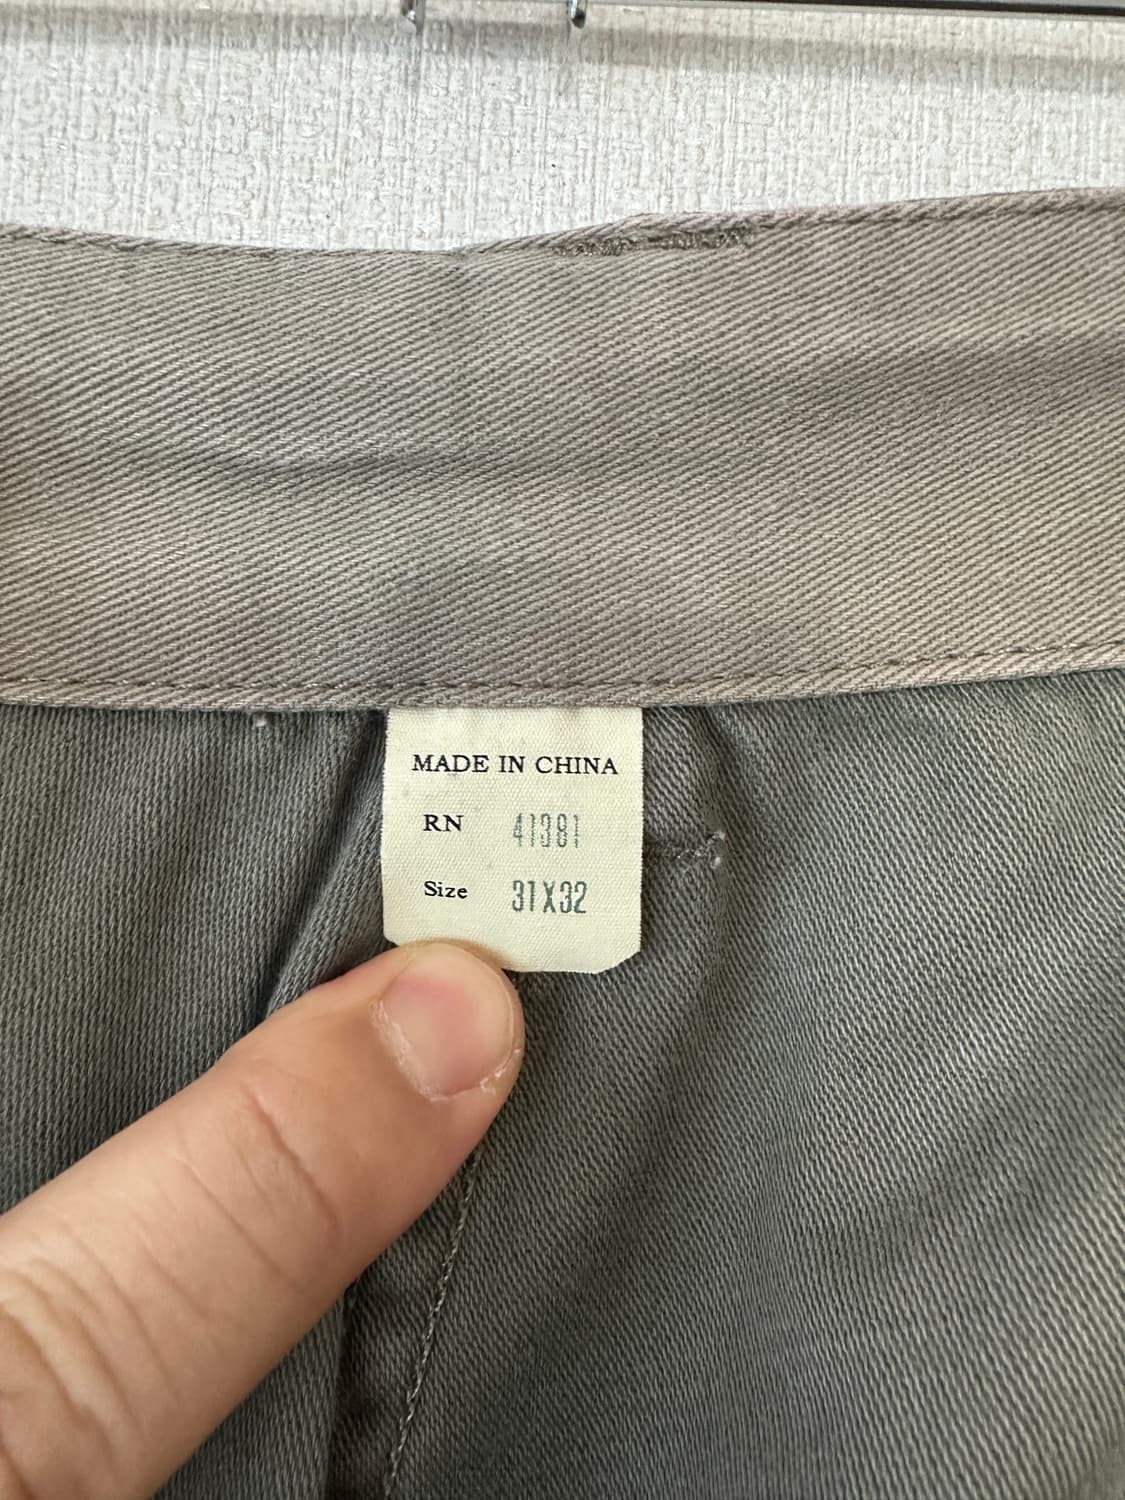 MADE IN CHINA
RN 41381
Size 31X32